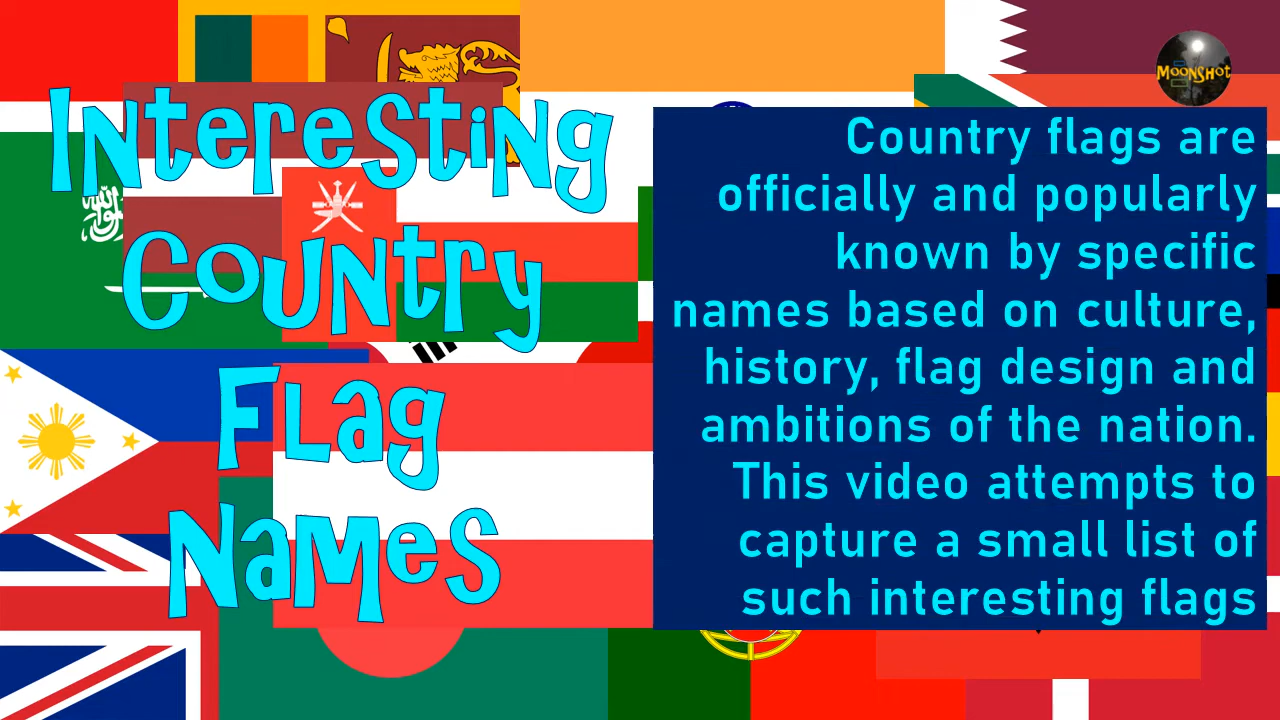 Interesting
Country
Flag
Names
MoonShot
Country flags are
officially and popularly
known by specific
names based on culture,
history, flag design and
ambitions of the nation.
This video attempts to
capture a small list of
such interesting flags